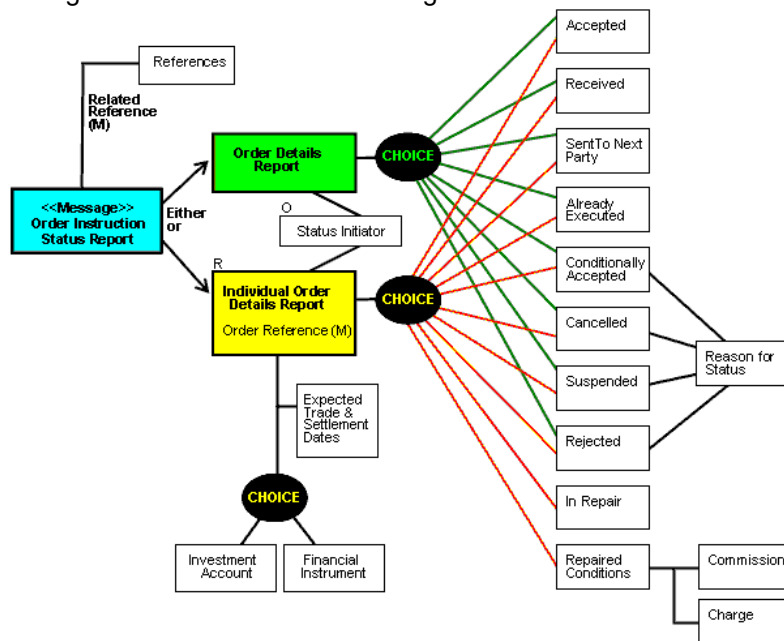 Accepted
References
Received
Related
Reference
(M)
SentTo Next
Party
Order Details
Report
CHOICE
Already
Executed
<<Message>>
Order Instruction
Status Report
Either
or
O
Status Initiator
Conditionally
Accepted
R
Individual Order
Details Report
Order Reference (M)
CHOICE
Cancelled
Reason for
Status
Suspended
Expected
Trade &
Settlement
Dates
Rejected
CHOICE
In Repair
Investment
Account
Financial
Instrument
Repaired
Conditions
Commission
Charge